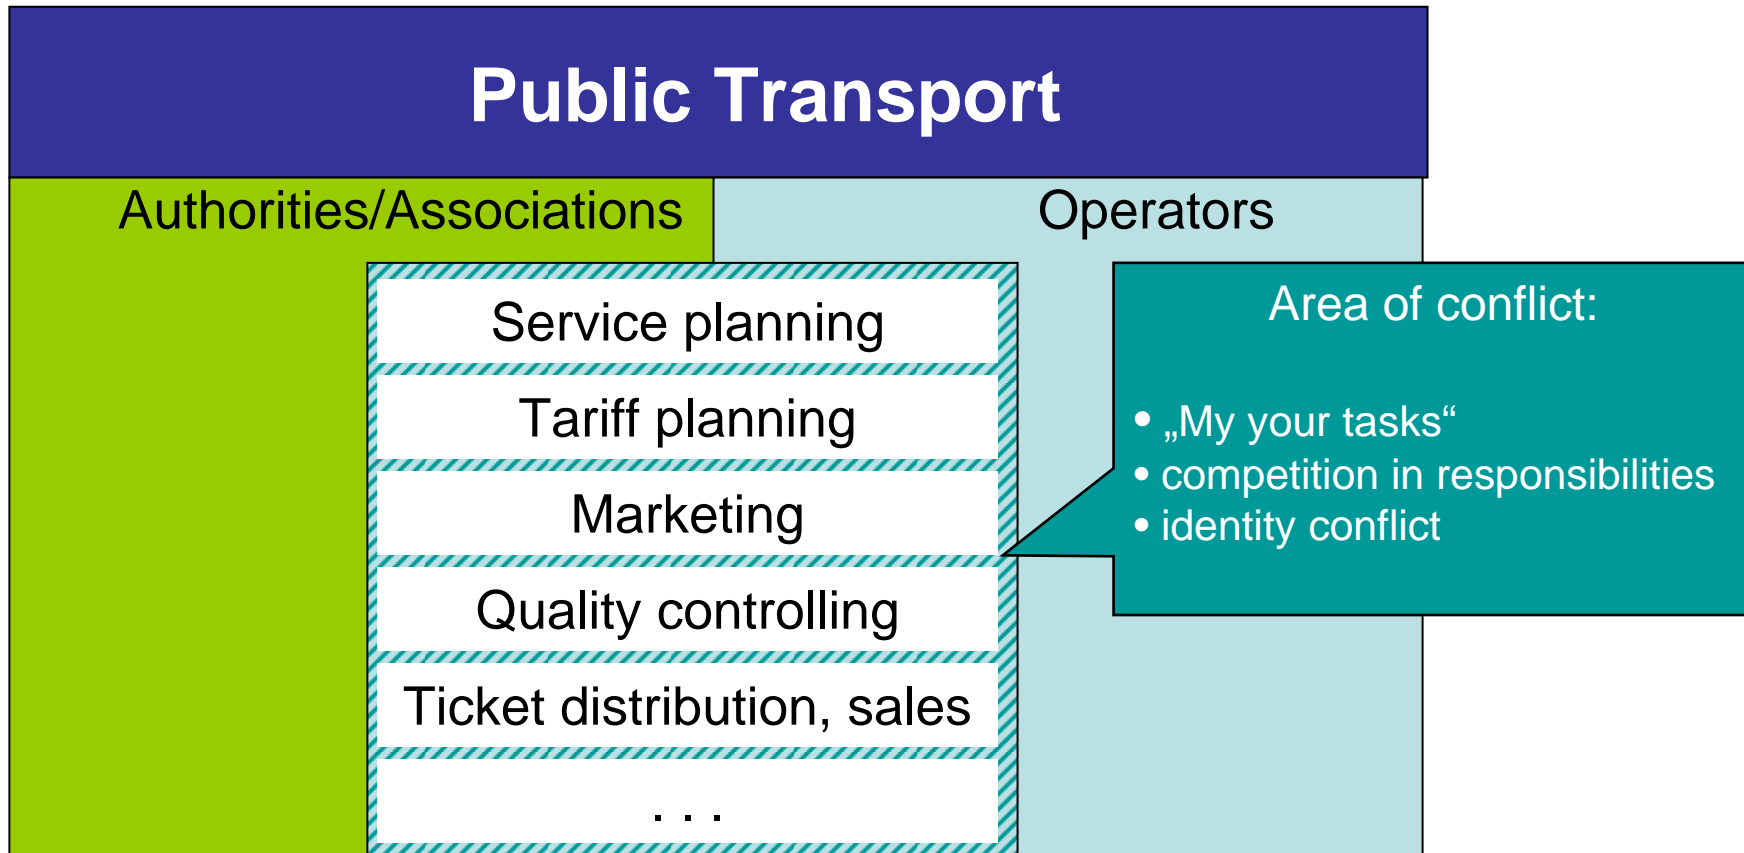 Public Transport
Authorities/Associations
Operators
Service planning
Tariff planning
Marketing
Quality controlling
Ticket distribution, sales
. . .
Area of conflict:
• „My your tasks“
• competition in responsibilities
• identity conflict